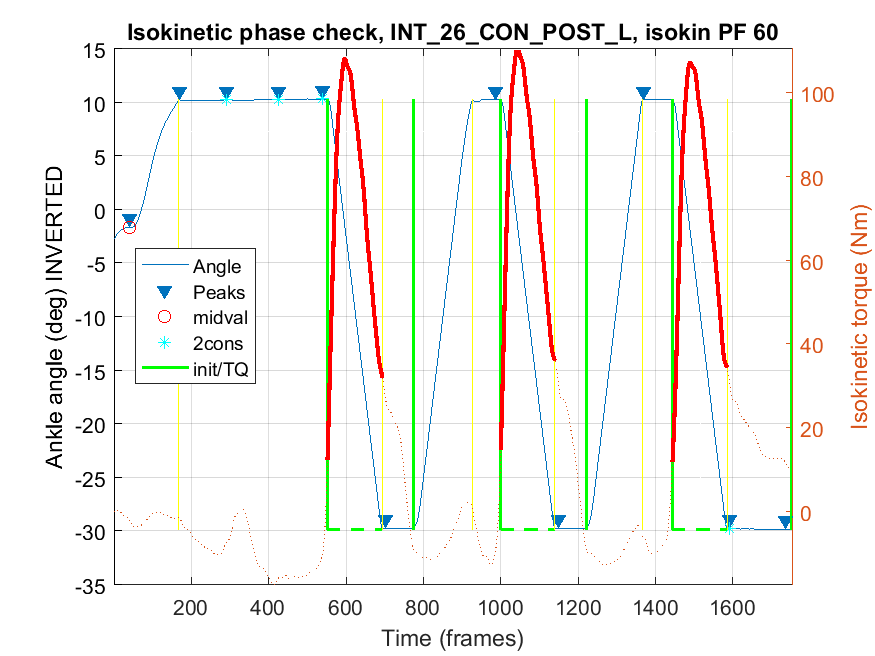 Isokinetic phase check, INT_26_CON_POST_L, isokin PF 60
Ankle angle (deg) INVERTED
15
10
5
0
-5
-10
-15
-20
-25
-30
-35
Angle
Peaks
midval
2cons
init/TQ
100
80
60
40
20
0
Isokinetic torque (Nm)
200
400
600
800
1000
1200
1400
1600
Time (frames)